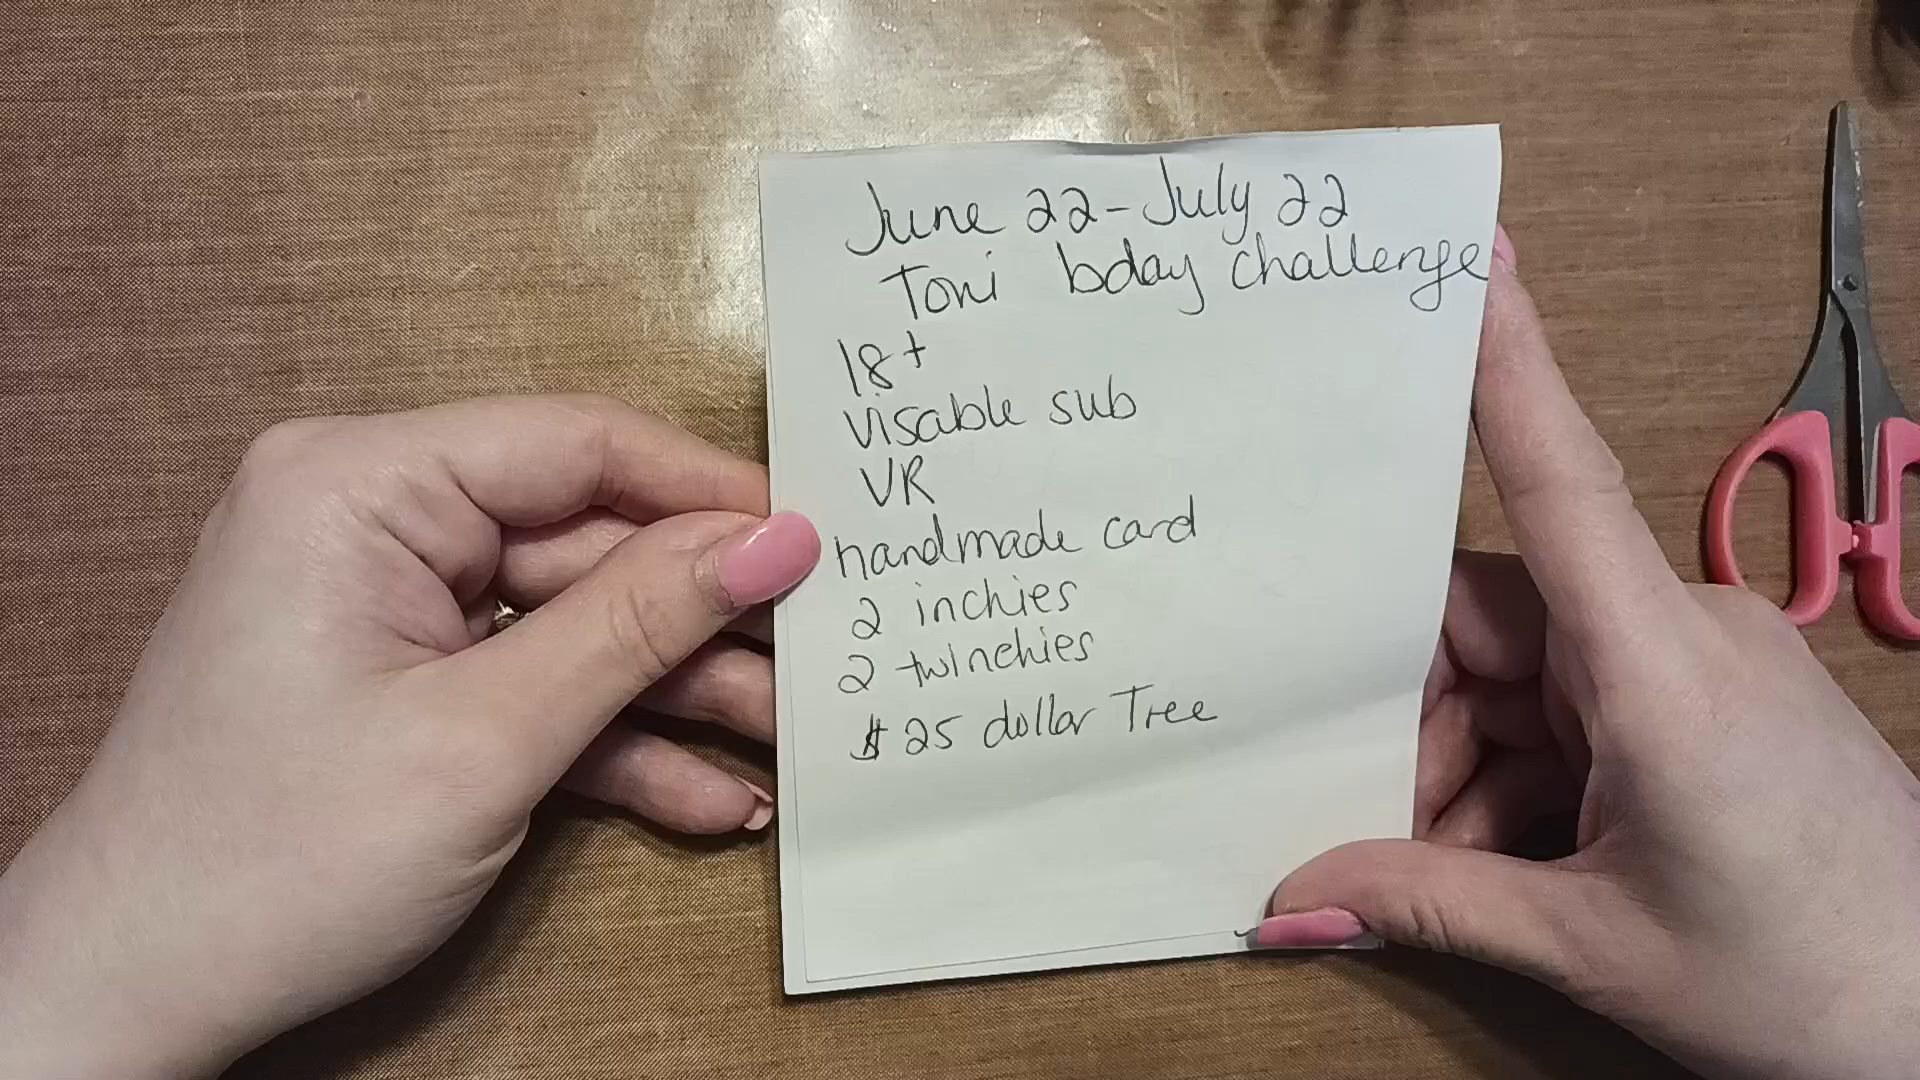 June 22-July 22
Toni bday challenge
18+
visable sub
VR
handmade card
2 inchies
2 twinchies
$25 dollar Tree